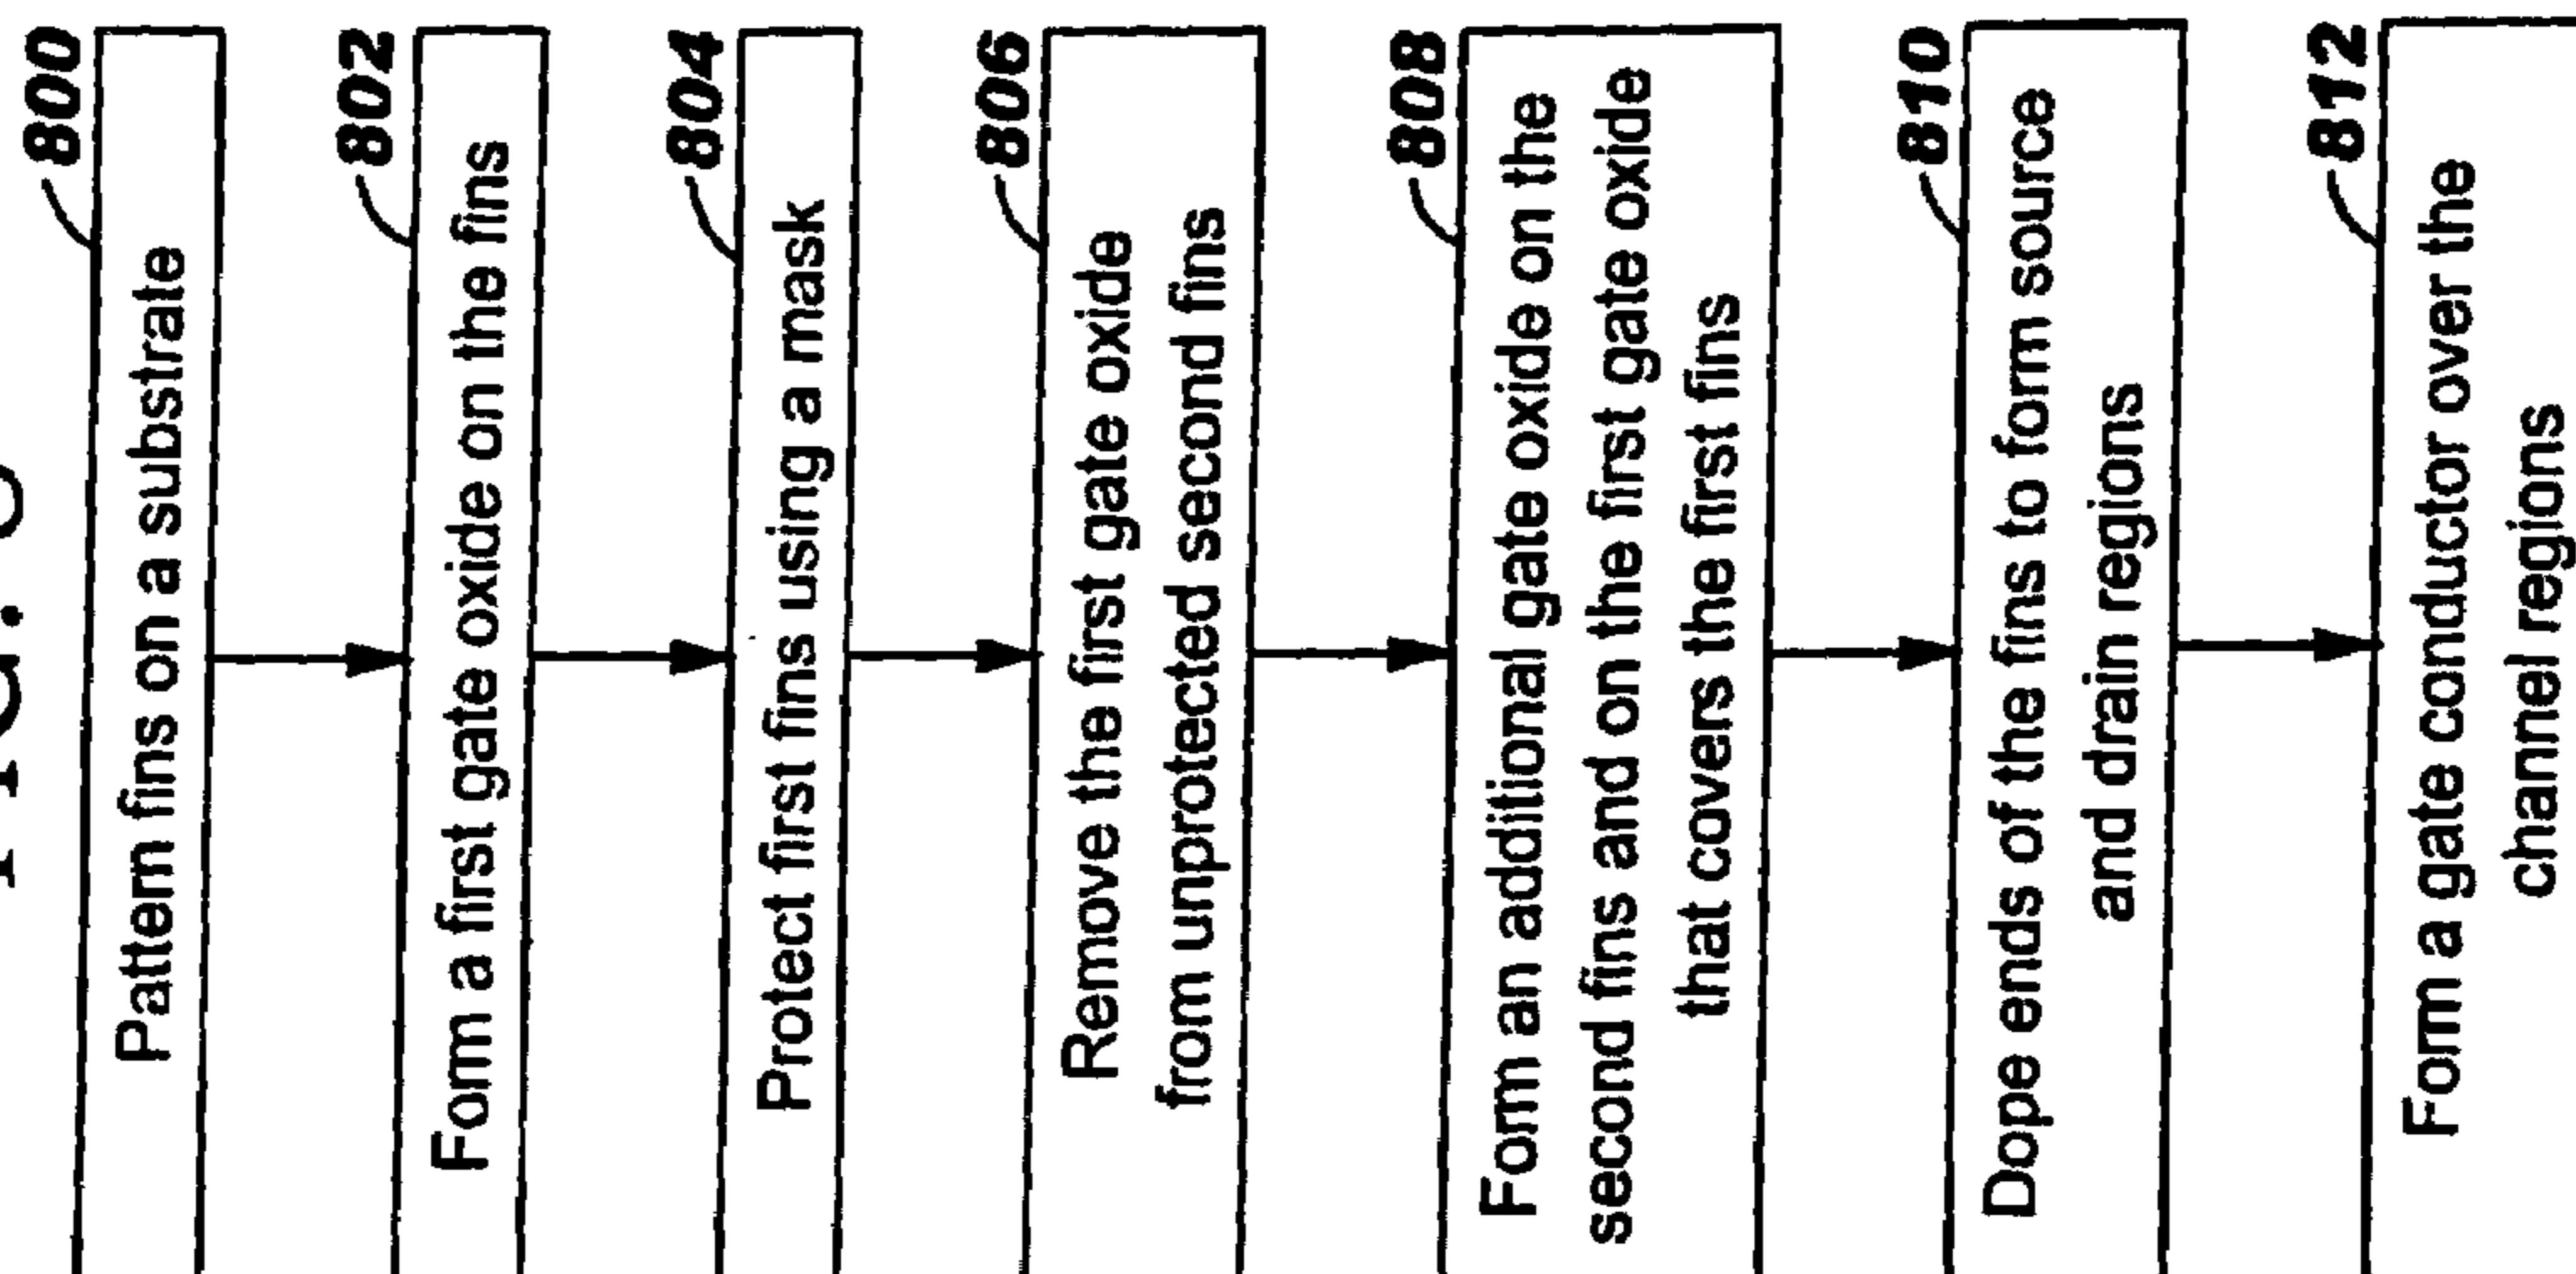 800
Pattern fins on a substrate
802
Form a first gate oxide on the fins
804
Protect first fins using a mask
806
Remove the first gate oxide
from unprotected second fins
808
Form an additional gate oxide on the
second fins and on the first gate oxide
that covers the first fins
810
Dope ends of the fins to form source
and drain regions
812
Form a gate conductor over the
channel regions